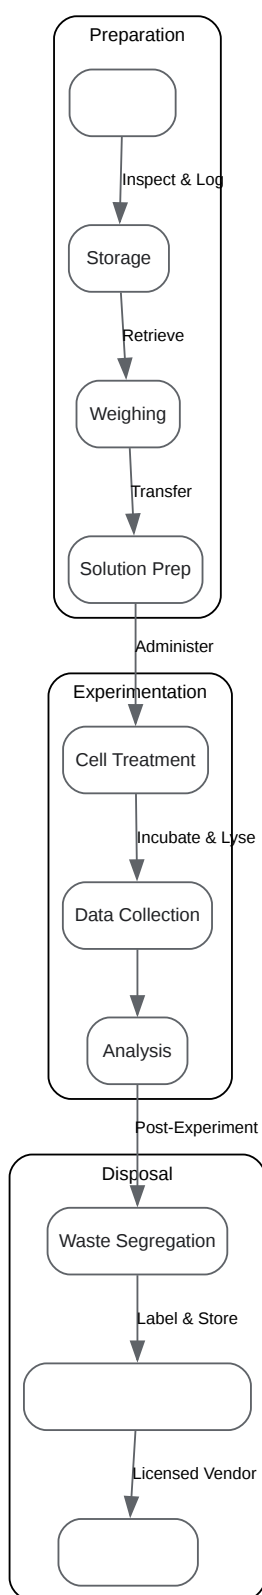 Preparation
Inspect & Log
Storage
Retrieve
Weighing
Transfer
Solution Prep
Administer
Experimentation
Cell Treatment
Incubate & Lyse
Data Collection
Analysis
Post-Experiment
Disposal
Waste Segregation
Label & Store
Licensed Vendor